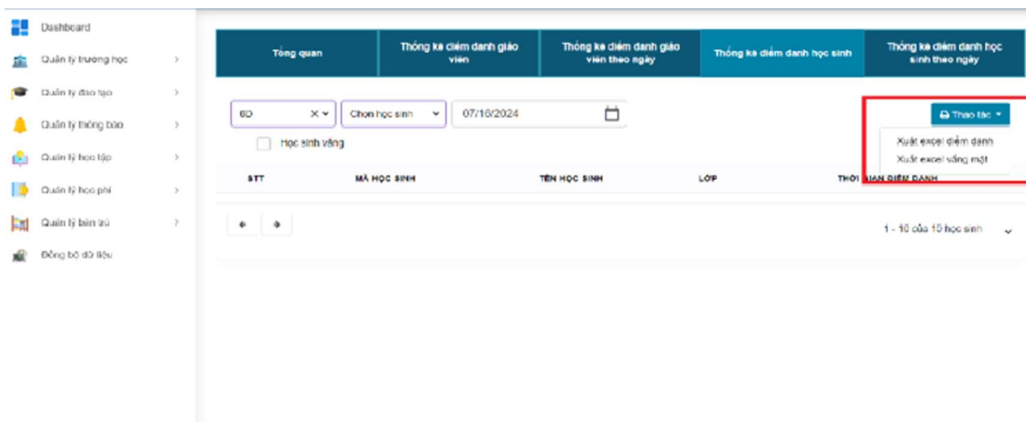 Dashboard
Quản lý trường học
Quản lý đào tạo
Quản lý thông báo
Quản lý học tập
Quản lý học phí
Quản lý bán trú
Đồng bộ dữ liệu
Tổng quan
Thống kê điểm danh giáo
viên
Thống kê điểm danh giáo
viên theo ngày
Thống kê điểm danh học sinh
Thống kê điểm danh học
sinh theo ngày
6D
Chọn học sinh
07/16/2024
Thao tác
Học sinh vắng
Xuất excel điểm danh
Xuất excel vắng mặt
STT
MÃ HỌC SINH
TÊN HỌC SINH
LỚP
THỜI GIAN ĐIỂM DANH
1 - 10 của 10 học sinh